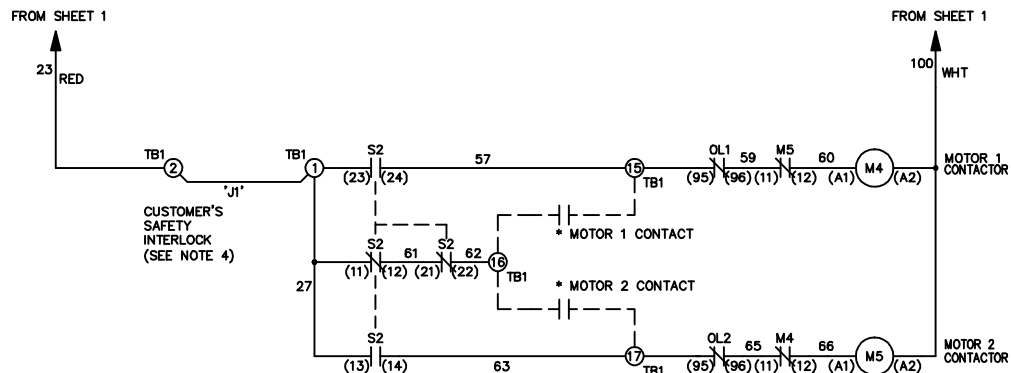 FROM SHEET 1
FROM SHEET 1
23 RED
100 WHT
TB1 2
TB1 1
'J1'
CUSTOMER'S
SAFETY
INTERLOCK
(SEE NOTE 4)
S2
(23) (24)
57
15 TB1
OL1
(95) (96)
59
M5
(11) (12)
60
(A1) M4 (A2)
MOTOR 1
CONTACTOR
* MOTOR 1 CONTACT
S2
(11) (12)
61
S2
(21) (22)
62
16 TB1
* MOTOR 2 CONTACT
27
S2
(13) (14)
63
17 TB1
OL2
(95) (96)
65
M4
(11) (12)
66
(A1) M5 (A2)
MOTOR 2
CONTACTOR